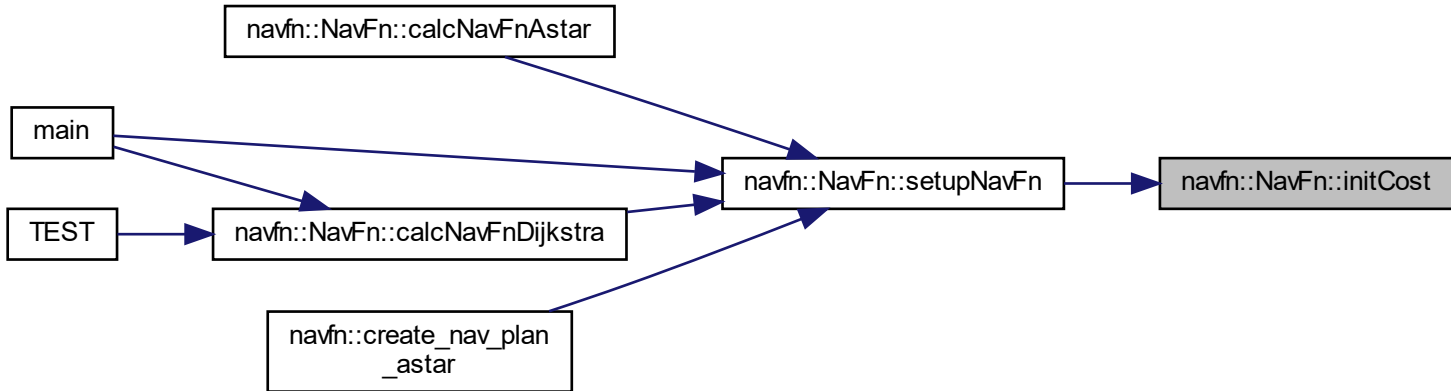 navfn::NavFn::calcNavFnAstar
main
navfn::NavFn::setupNavFn
navfn::NavFn::initCost
TEST
navfn::NavFn::calcNavFnDijkstra
navfn::create_nav_plan
_astar